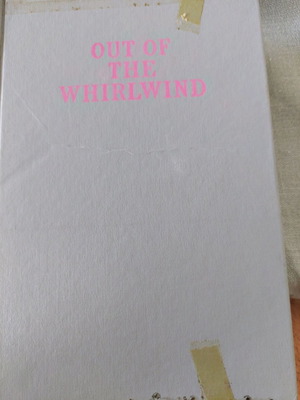 OUT OF
THE
WHIRLWIND